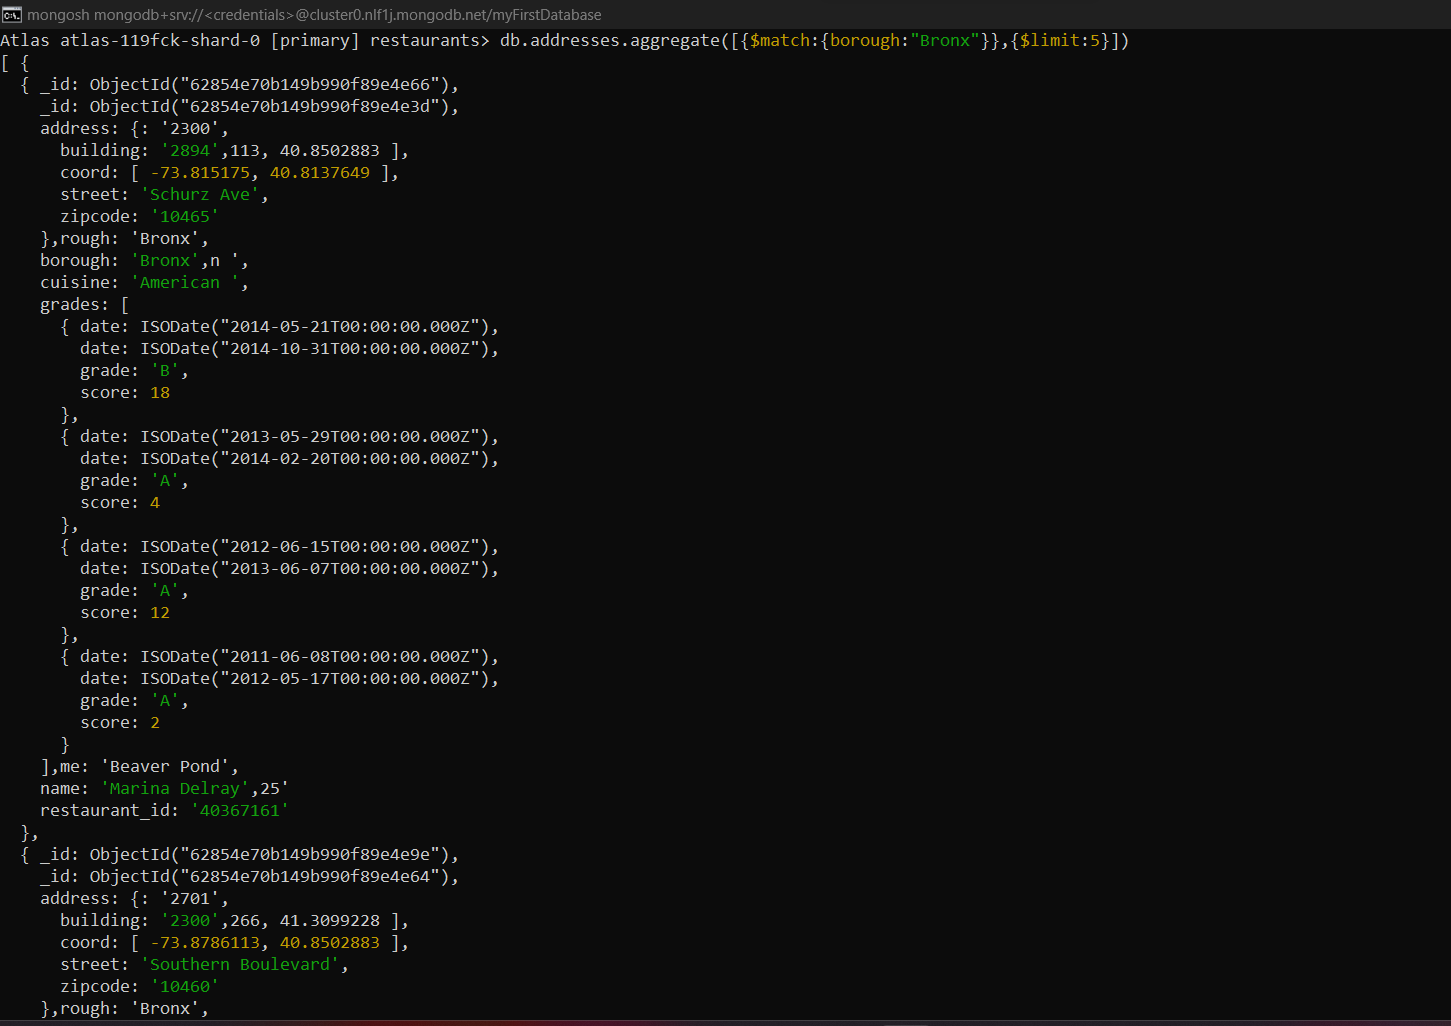 mongosh mongodb+srv://<credentials>@cluster0.nlf1j.mongodb.net/myFirstDatabase
Atlas atlas-119fck-shard-0 [primary] restaurants> db.addresses.aggregate([{$match:{borough:"Bronx"}},{$limit:5}])
[ {
  { _id: ObjectId("62854e70b149b990f89e4e66"),
    _id: ObjectId("62854e70b149b990f89e4e3d"),
    address: {: '2300',
      building: '2894',113, 40.8502883 ],
      coord: [ -73.815175, 40.8137649 ],
      street: 'Schurz Ave',
      zipcode: '10465'
    },rough: 'Bronx',
    borough: 'Bronx',n ',
    cuisine: 'American ',
    grades: [
      { date: ISODate("2014-05-21T00:00:00.000Z"),
        date: ISODate("2014-10-31T00:00:00.000Z"),
        grade: 'B',
        score: 18
      },
      { date: ISODate("2013-05-29T00:00:00.000Z"),
        date: ISODate("2014-02-20T00:00:00.000Z"),
        grade: 'A',
        score: 4
      },
      { date: ISODate("2012-06-15T00:00:00.000Z"),
        date: ISODate("2013-06-07T00:00:00.000Z"),
        grade: 'A',
        score: 12
      },
      { date: ISODate("2011-06-08T00:00:00.000Z"),
        date: ISODate("2012-05-17T00:00:00.000Z"),
        grade: 'A',
        score: 2
      }
    ],me: 'Beaver Pond',
    name: 'Marina Delray',25'
    restaurant_id: '40367161'
  },
  { _id: ObjectId("62854e70b149b990f89e4e9e"),
    _id: ObjectId("62854e70b149b990f89e4e64"),
    address: {: '2701',
      building: '2300',266, 41.3099228 ],
      coord: [ -73.8786113, 40.8502883 ],
      street: 'Southern Boulevard',
      zipcode: '10460'
    },rough: 'Bronx',